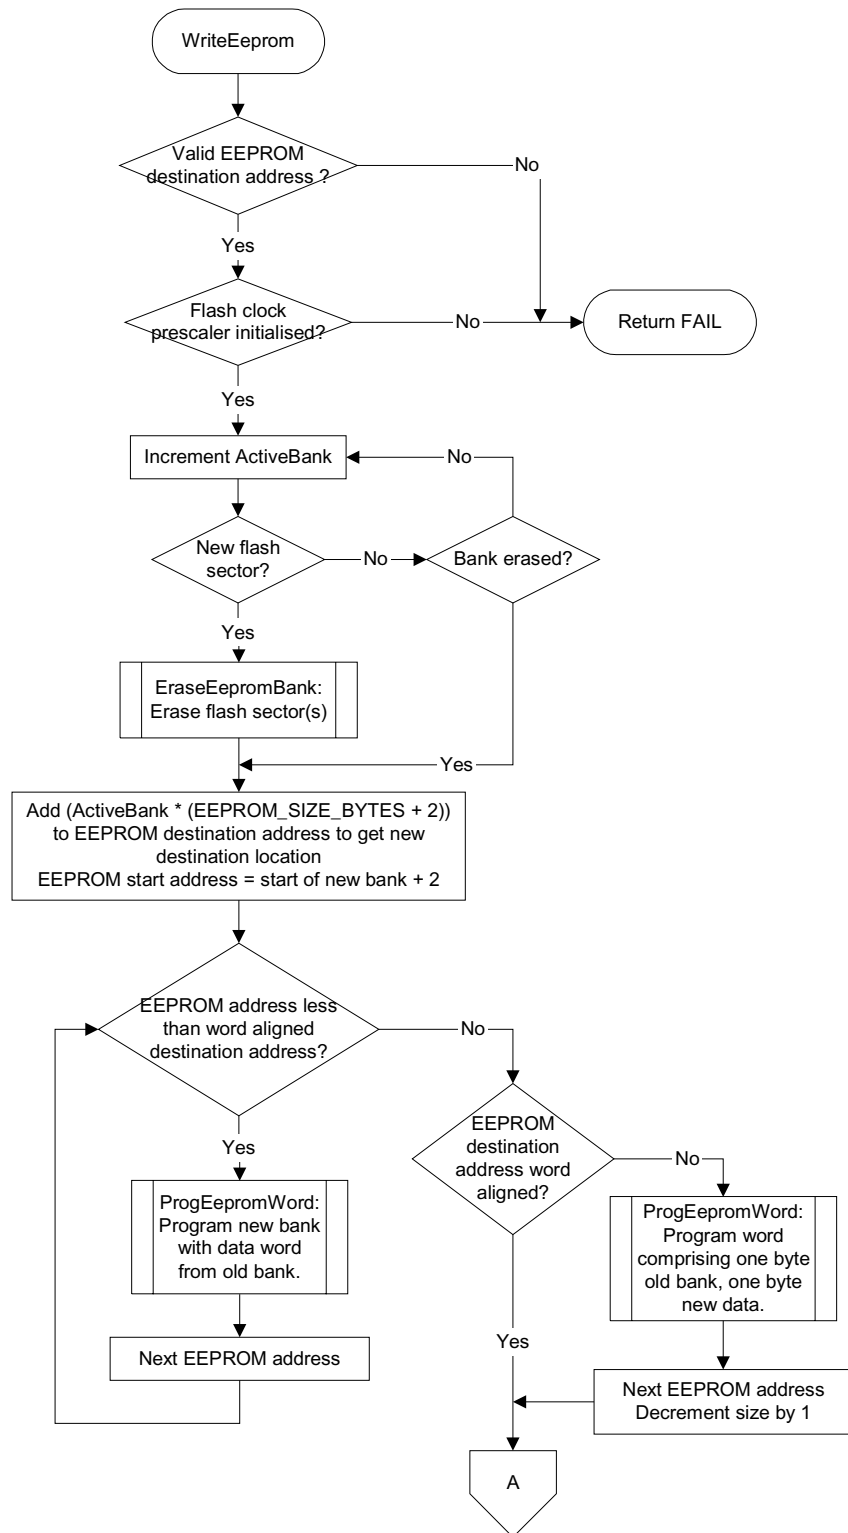 WriteEeprom
Valid EEPROM
destination address ?
No
Yes
Flash clock
prescaler initialised?
No
Return FAIL
Yes
Increment ActiveBank
No
New flash
sector?
No
Bank erased?
Yes
EraseEepromBank:
Erase flash sector(s)
Yes
Add (ActiveBank * (EEPROM_SIZE_BYTES + 2))
to EEPROM destination address to get new
destination location
EEPROM start address = start of new bank + 2
EEPROM address less
than word aligned
destination address?
No
Yes
EEPROM
destination
address word
aligned?
No
ProgEepromWord:
Program new bank
with data word
from old bank.
ProgEepromWord:
Program word
comprising one byte
old bank, one byte
new data.
Next EEPROM address
Yes
Next EEPROM address
Decrement size by 1
A